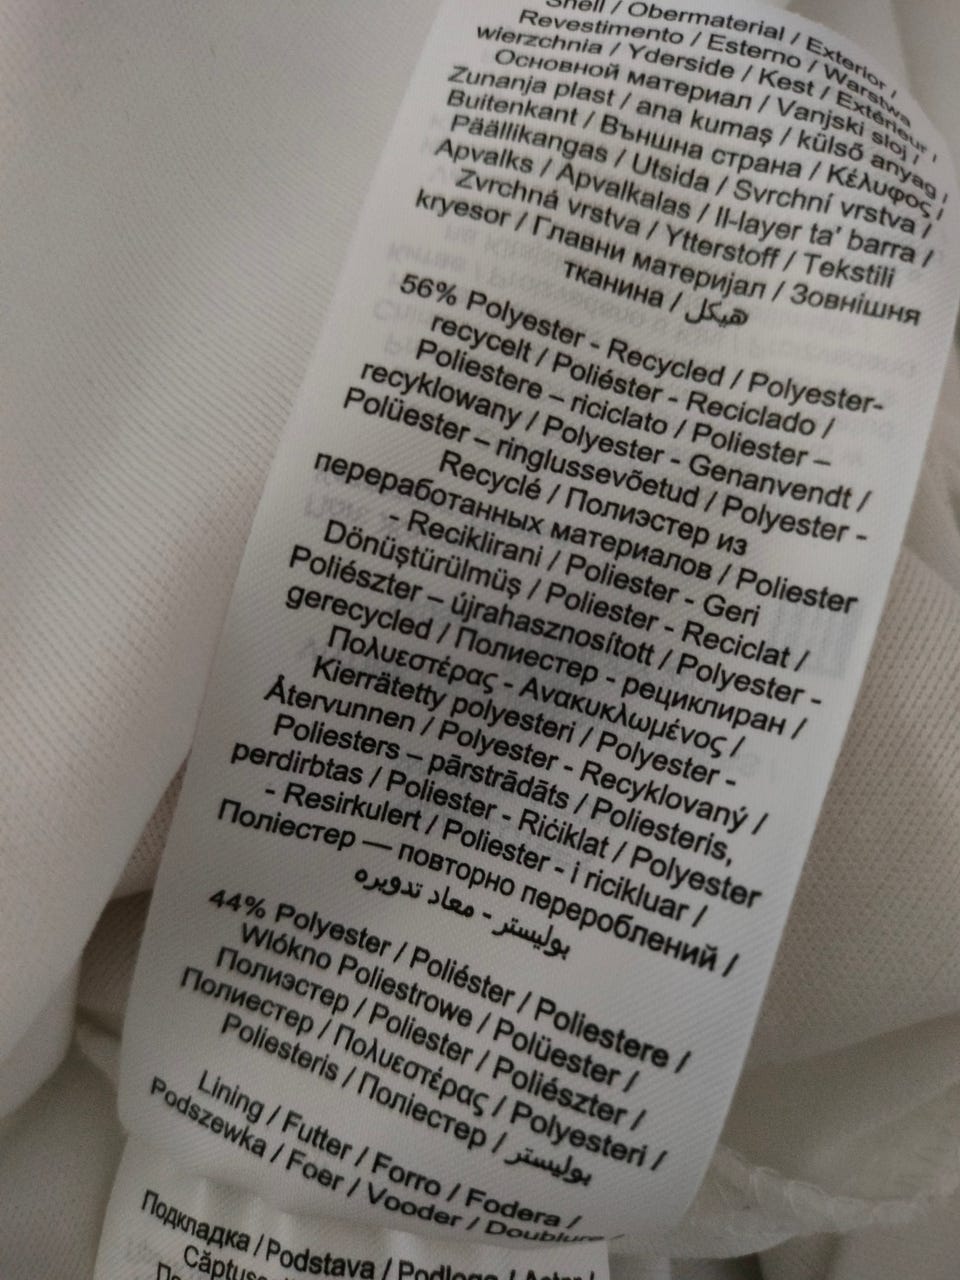 Shell / Obermaterial / Exterior /
Revestimento / Esterno / Warstwa
wierzchnia / Yderside / Kest / Extérieur /
Основной материал / Vanjski sloj /
Zunanja plast / ana kumaş / külső anyag /
Buitenkant / Външна страна / Κέλυφος /
Päällikangas / Utsida / Svrchní vrstva /
Apvalks / Apvalkalas / Il-layer ta' barra /
Zvrchná vrstva / Ytterstoff / Tekstili
kryesor / Главни материјал / Зовнішня
тканина / هيكل
56% Polyester - Recycled / Polyester-
recycelt / Poliéster - Reciclado /
Poliestere – riciclato / Poliester –
recyklowany / Polyester - Genanvendt /
Polüester – ringlussevõetud / Polyester -
Recyclé / Полиэстер из
переработанных материалов / Poliester
- Reciklirani / Poliester - Geri
Dönüştürülmüş / Poliester - Reciclat /
Poliészter – újrahasznosított / Polyester -
gerecycled / Полиестер - рециклиран /
Πολυεστέρας - Ανακυκλωμένος /
Kierrätetty polyesteri / Polyester -
Återvunnen / Polyester - Recyklovaný /
Poliesters – pārstrādāts / Poliesteris,
perdirbtas / Poliester - Riċiklat / Polyester
- Resirkulert / Poliester - i ricikluar /
Поліестер — повторно перероблений /
بوليستر - معاد تدويره
44% Polyester / Poliéster / Poliestere /
Wlókno Poliestrowe / Polüester /
Полиэстер / Poliester / Poliészter /
Полиестер / Πολυεστέρας / Polyesteri /
Poliesteris / Поліестер / بوليستر
Lining / Futter / Forro / Fodera /
Podszewka / Foer / Vooder / Doublure
Подкладка / Podstava / Podloga /